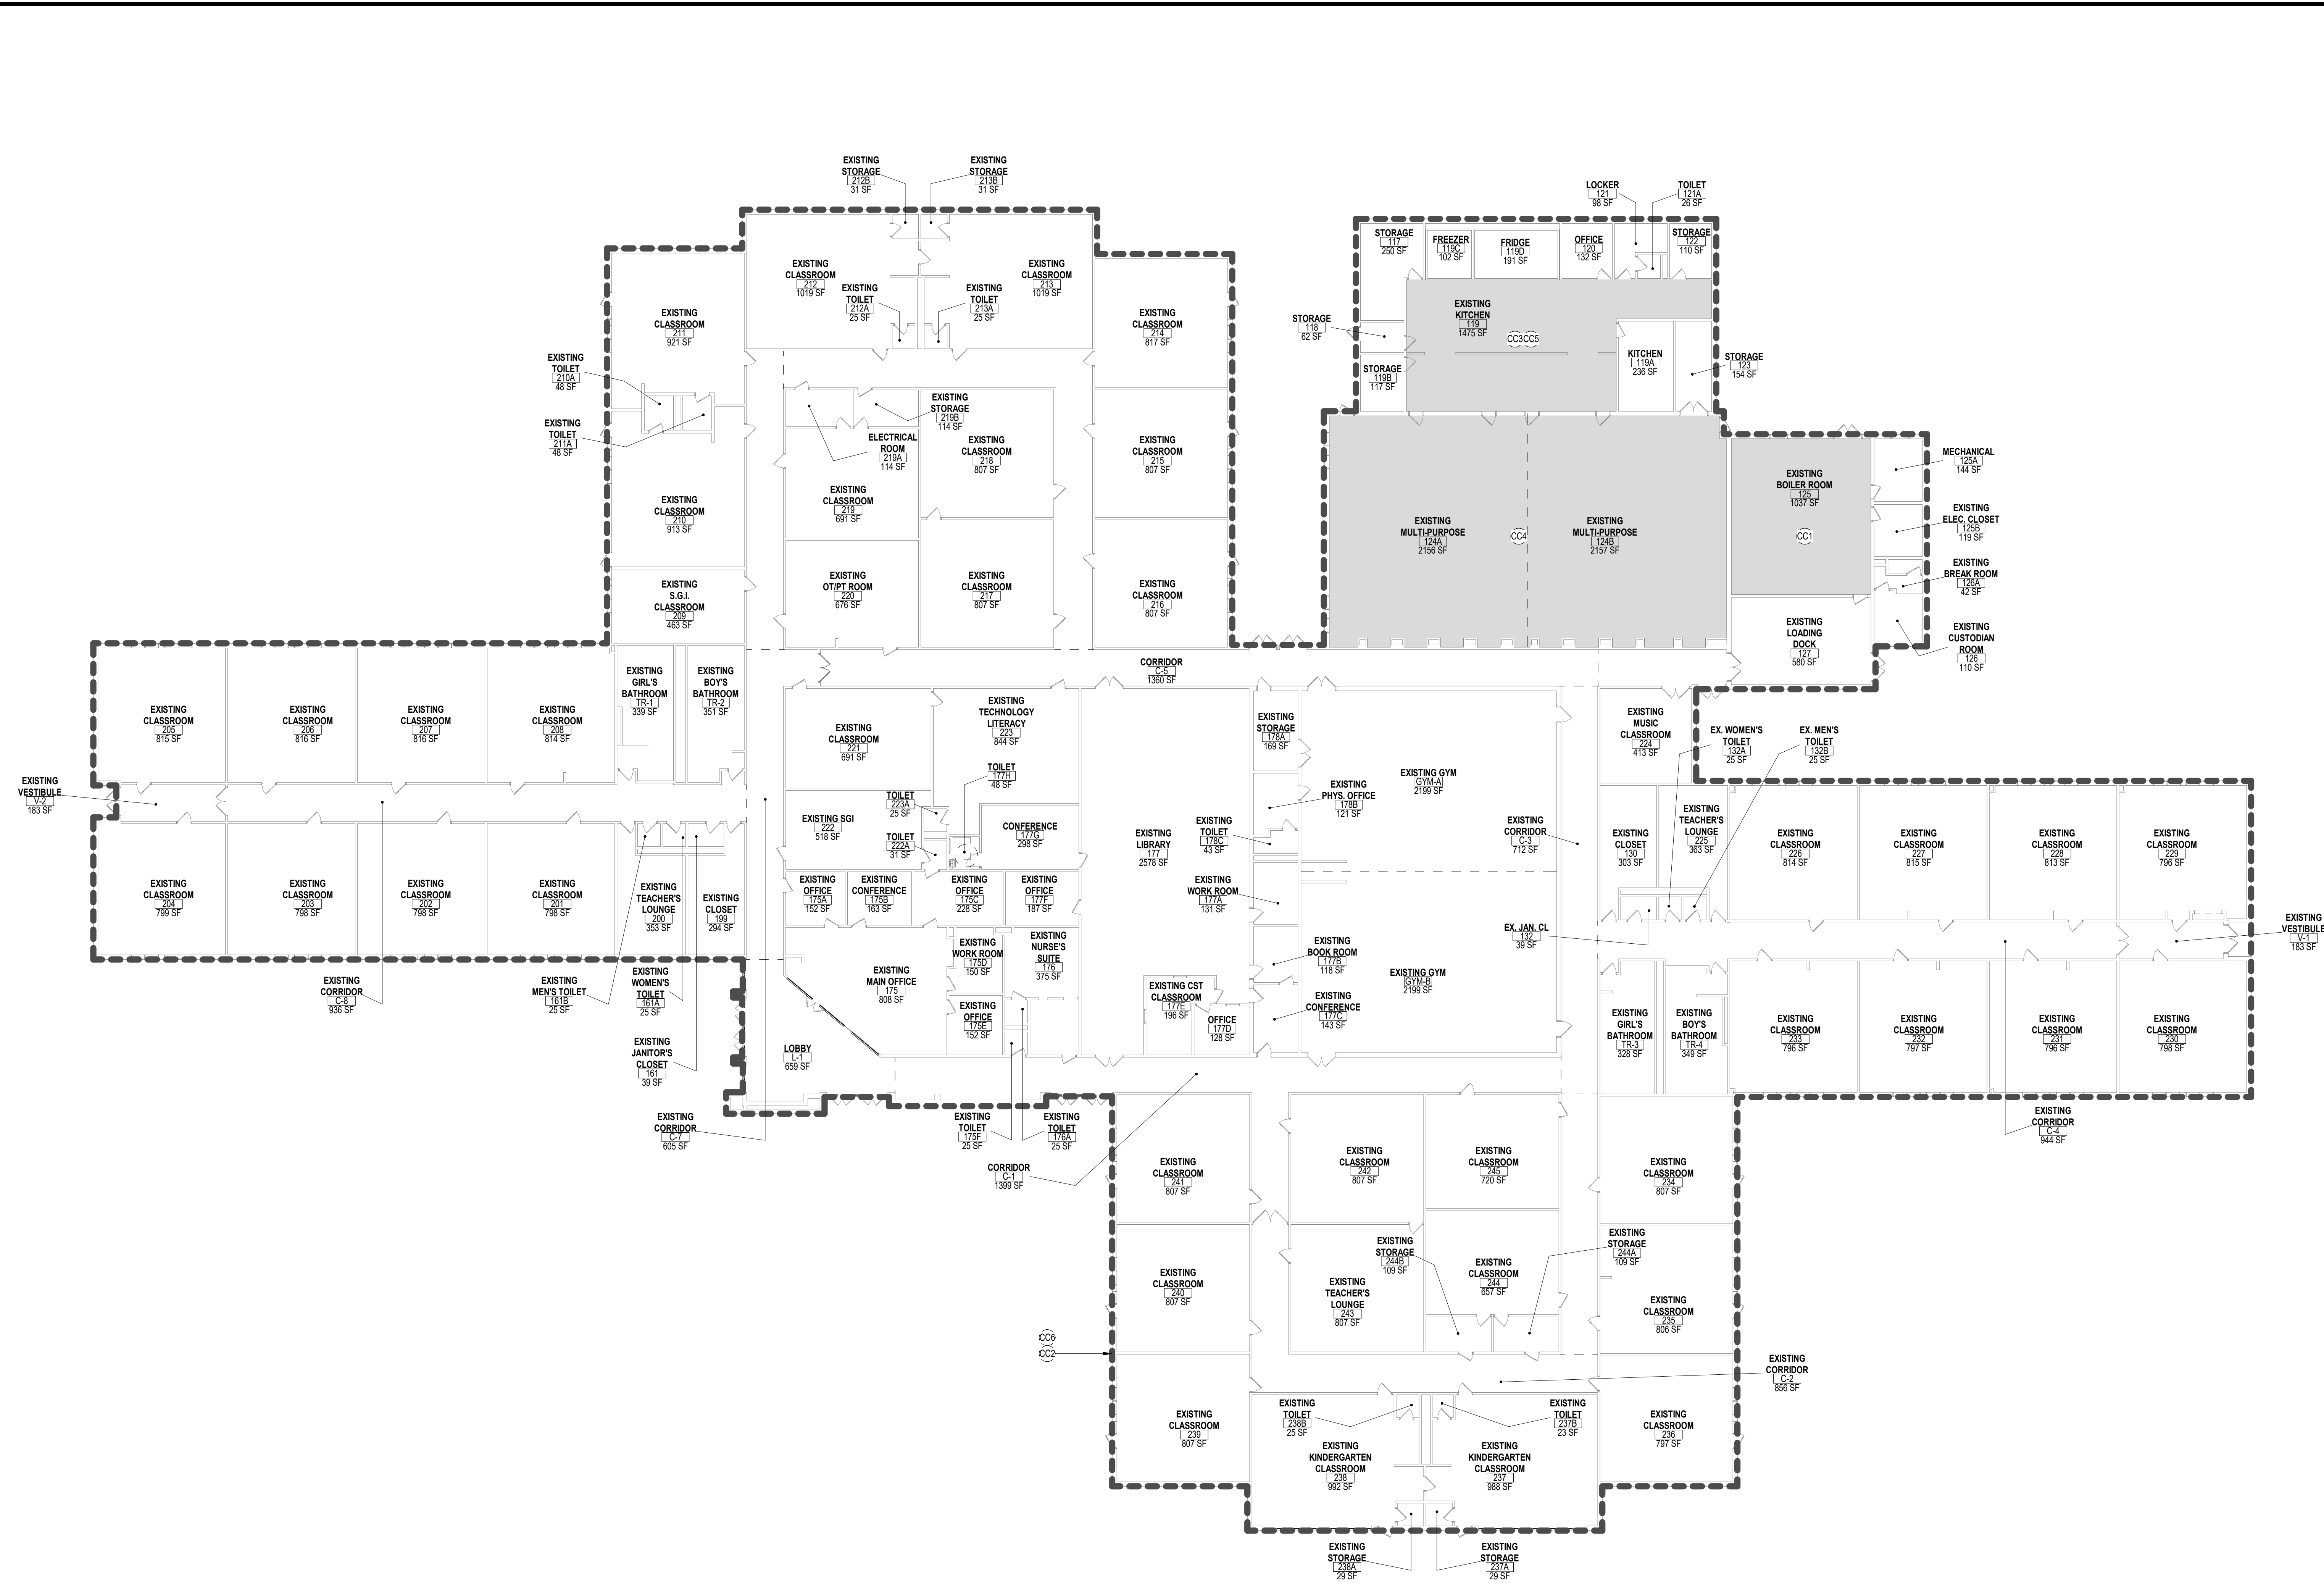 EXISTING
STORAGE
212B
31 SF
EXISTING
STORAGE
213B
31 SF
LOCKER
121
98 SF
TOILET
121A
26 SF
EXISTING
CLASSROOM
212
1019 SF
EXISTING
CLASSROOM
213
1019 SF
EXISTING
TOILET
212A
25 SF
EXISTING
TOILET
213A
25 SF
STORAGE
117
250 SF
FREEZER
119C
102 SF
FRIDGE
119D
191 SF
OFFICE
120
132 SF
STORAGE
122
110 SF
EXISTING
CLASSROOM
211
921 SF
EXISTING
CLASSROOM
214
817 SF
STORAGE
118
62 SF
EXISTING
KITCHEN
119
1475 SF
CC3
CC5
KITCHEN
119A
236 SF
STORAGE
123
154 SF
STORAGE
119B
117 SF
EXISTING
TOILET
210A
48 SF
EXISTING
TOILET
211A
48 SF
EXISTING
STORAGE
219B
114 SF
ELECTRICAL
ROOM
219A
114 SF
EXISTING
CLASSROOM
218
807 SF
EXISTING
CLASSROOM
215
807 SF
EXISTING
CLASSROOM
210
913 SF
EXISTING
CLASSROOM
219
691 SF
EXISTING
MULTI-PURPOSE
124A
2156 SF
CC4
EXISTING
MULTI-PURPOSE
124B
2157 SF
EXISTING
BOILER ROOM
125
1037 SF
CC1
MECHANICAL
125A
144 SF
EXISTING
ELEC. CLOSET
125B
119 SF
EXISTING
BREAK ROOM
126A
42 SF
EXISTING
CUSTODIAN
ROOM
126
110 SF
EXISTING
S.G.I.
CLASSROOM
209
463 SF
EXISTING
OT/PT ROOM
220
676 SF
EXISTING
CLASSROOM
217
807 SF
EXISTING
CLASSROOM
216
807 SF
EXISTING
LOADING
DOCK
127
580 SF
CORRIDOR
C-5
1360 SF
EXISTING
CLASSROOM
205
815 SF
EXISTING
CLASSROOM
206
816 SF
EXISTING
CLASSROOM
207
816 SF
EXISTING
CLASSROOM
208
814 SF
EXISTING
GIRL'S
BATHROOM
TR-1
339 SF
EXISTING
BOY'S
BATHROOM
TR-2
351 SF
EXISTING
CLASSROOM
221
691 SF
EXISTING
TECHNOLOGY
LITERACY
223
844 SF
TOILET
177H
48 SF
EXISTING
STORAGE
178A
169 SF
EXISTING
MUSIC
CLASSROOM
224
413 SF
EX. WOMEN'S
TOILET
132A
25 SF
EX. MEN'S
TOILET
132B
25 SF
EXISTING
VESTIBULE
V-2
183 SF
TOILET
223A
25 SF
EXISTING SGI
222
518 SF
TOILET
222A
31 SF
CONFERENCE
177G
298 SF
EXISTING
LIBRARY
177
2578 SF
EXISTING
PHYS. OFFICE
178B
121 SF
EXISTING
TOILET
178C
43 SF
EXISTING GYM
GYM-A
2199 SF
EXISTING
CORRIDOR
C-3
712 SF
EXISTING
CLOSET
130
303 SF
EXISTING
TEACHER'S
LOUNGE
225
363 SF
EXISTING
CLASSROOM
226
814 SF
EXISTING
CLASSROOM
227
815 SF
EXISTING
CLASSROOM
228
813 SF
EXISTING
CLASSROOM
229
796 SF
EXISTING
CLASSROOM
204
799 SF
EXISTING
CLASSROOM
203
798 SF
EXISTING
CLASSROOM
202
798 SF
EXISTING
CLASSROOM
201
798 SF
EXISTING
TEACHER'S
LOUNGE
200
353 SF
EXISTING
CLOSET
199
294 SF
EXISTING
OFFICE
175A
152 SF
EXISTING
CONFERENCE
175B
163 SF
EXISTING
OFFICE
175C
228 SF
EXISTING
OFFICE
177F
187 SF
EXISTING
WORK ROOM
177A
131 SF
EX. JAN. CL
132
39 SF
EXISTING
VESTIBULE
V-1
183 SF
EXISTING
CORRIDOR
C-8
936 SF
EXISTING
MEN'S TOILET
161B
25 SF
EXISTING
WOMEN'S
TOILET
161A
25 SF
EXISTING
JANITOR'S
CLOSET
161
39 SF
EXISTING
MAIN OFFICE
175
808 SF
EXISTING
WORK ROOM
175D
150 SF
EXISTING
NURSE'S
SUITE
176
375 SF
EXISTING
OFFICE
175E
152 SF
EXISTING CST
CLASSROOM
177E
196 SF
OFFICE
177D
128 SF
EXISTING
BOOK ROOM
177B
118 SF
EXISTING
CONFERENCE
177C
143 SF
EXISTING GYM
GYM-B
2199 SF
EXISTING
GIRL'S
BATHROOM
TR-3
328 SF
EXISTING
BOY'S
BATHROOM
TR-4
349 SF
EXISTING
CLASSROOM
233
796 SF
EXISTING
CLASSROOM
232
797 SF
EXISTING
CLASSROOM
231
796 SF
EXISTING
CLASSROOM
230
798 SF
LOBBY
L-1
659 SF
EXISTING
CORRIDOR
C-7
605 SF
EXISTING
TOILET
175F
25 SF
EXISTING
TOILET
176A
25 SF
CORRIDOR
C-1
1399 SF
EXISTING
CORRIDOR
C-4
944 SF
EXISTING
CLASSROOM
241
807 SF
EXISTING
CLASSROOM
242
807 SF
EXISTING
CLASSROOM
245
720 SF
EXISTING
CLASSROOM
234
807 SF
EXISTING
STORAGE
244B
109 SF
EXISTING
STORAGE
244A
109 SF
EXISTING
CLASSROOM
240
807 SF
EXISTING
TEACHER'S
LOUNGE
243
807 SF
EXISTING
CLASSROOM
244
657 SF
EXISTING
CLASSROOM
235
806 SF
CC6
CC2
EXISTING
CORRIDOR
C-2
856 SF
EXISTING
CLASSROOM
239
807 SF
EXISTING
TOILET
238B
25 SF
EXISTING
TOILET
237B
23 SF
EXISTING
CLASSROOM
236
797 SF
EXISTING
KINDERGARTEN
CLASSROOM
238
992 SF
EXISTING
KINDERGARTEN
CLASSROOM
237
988 SF
EXISTING
STORAGE
238A
29 SF
EXISTING
STORAGE
237A
29 SF